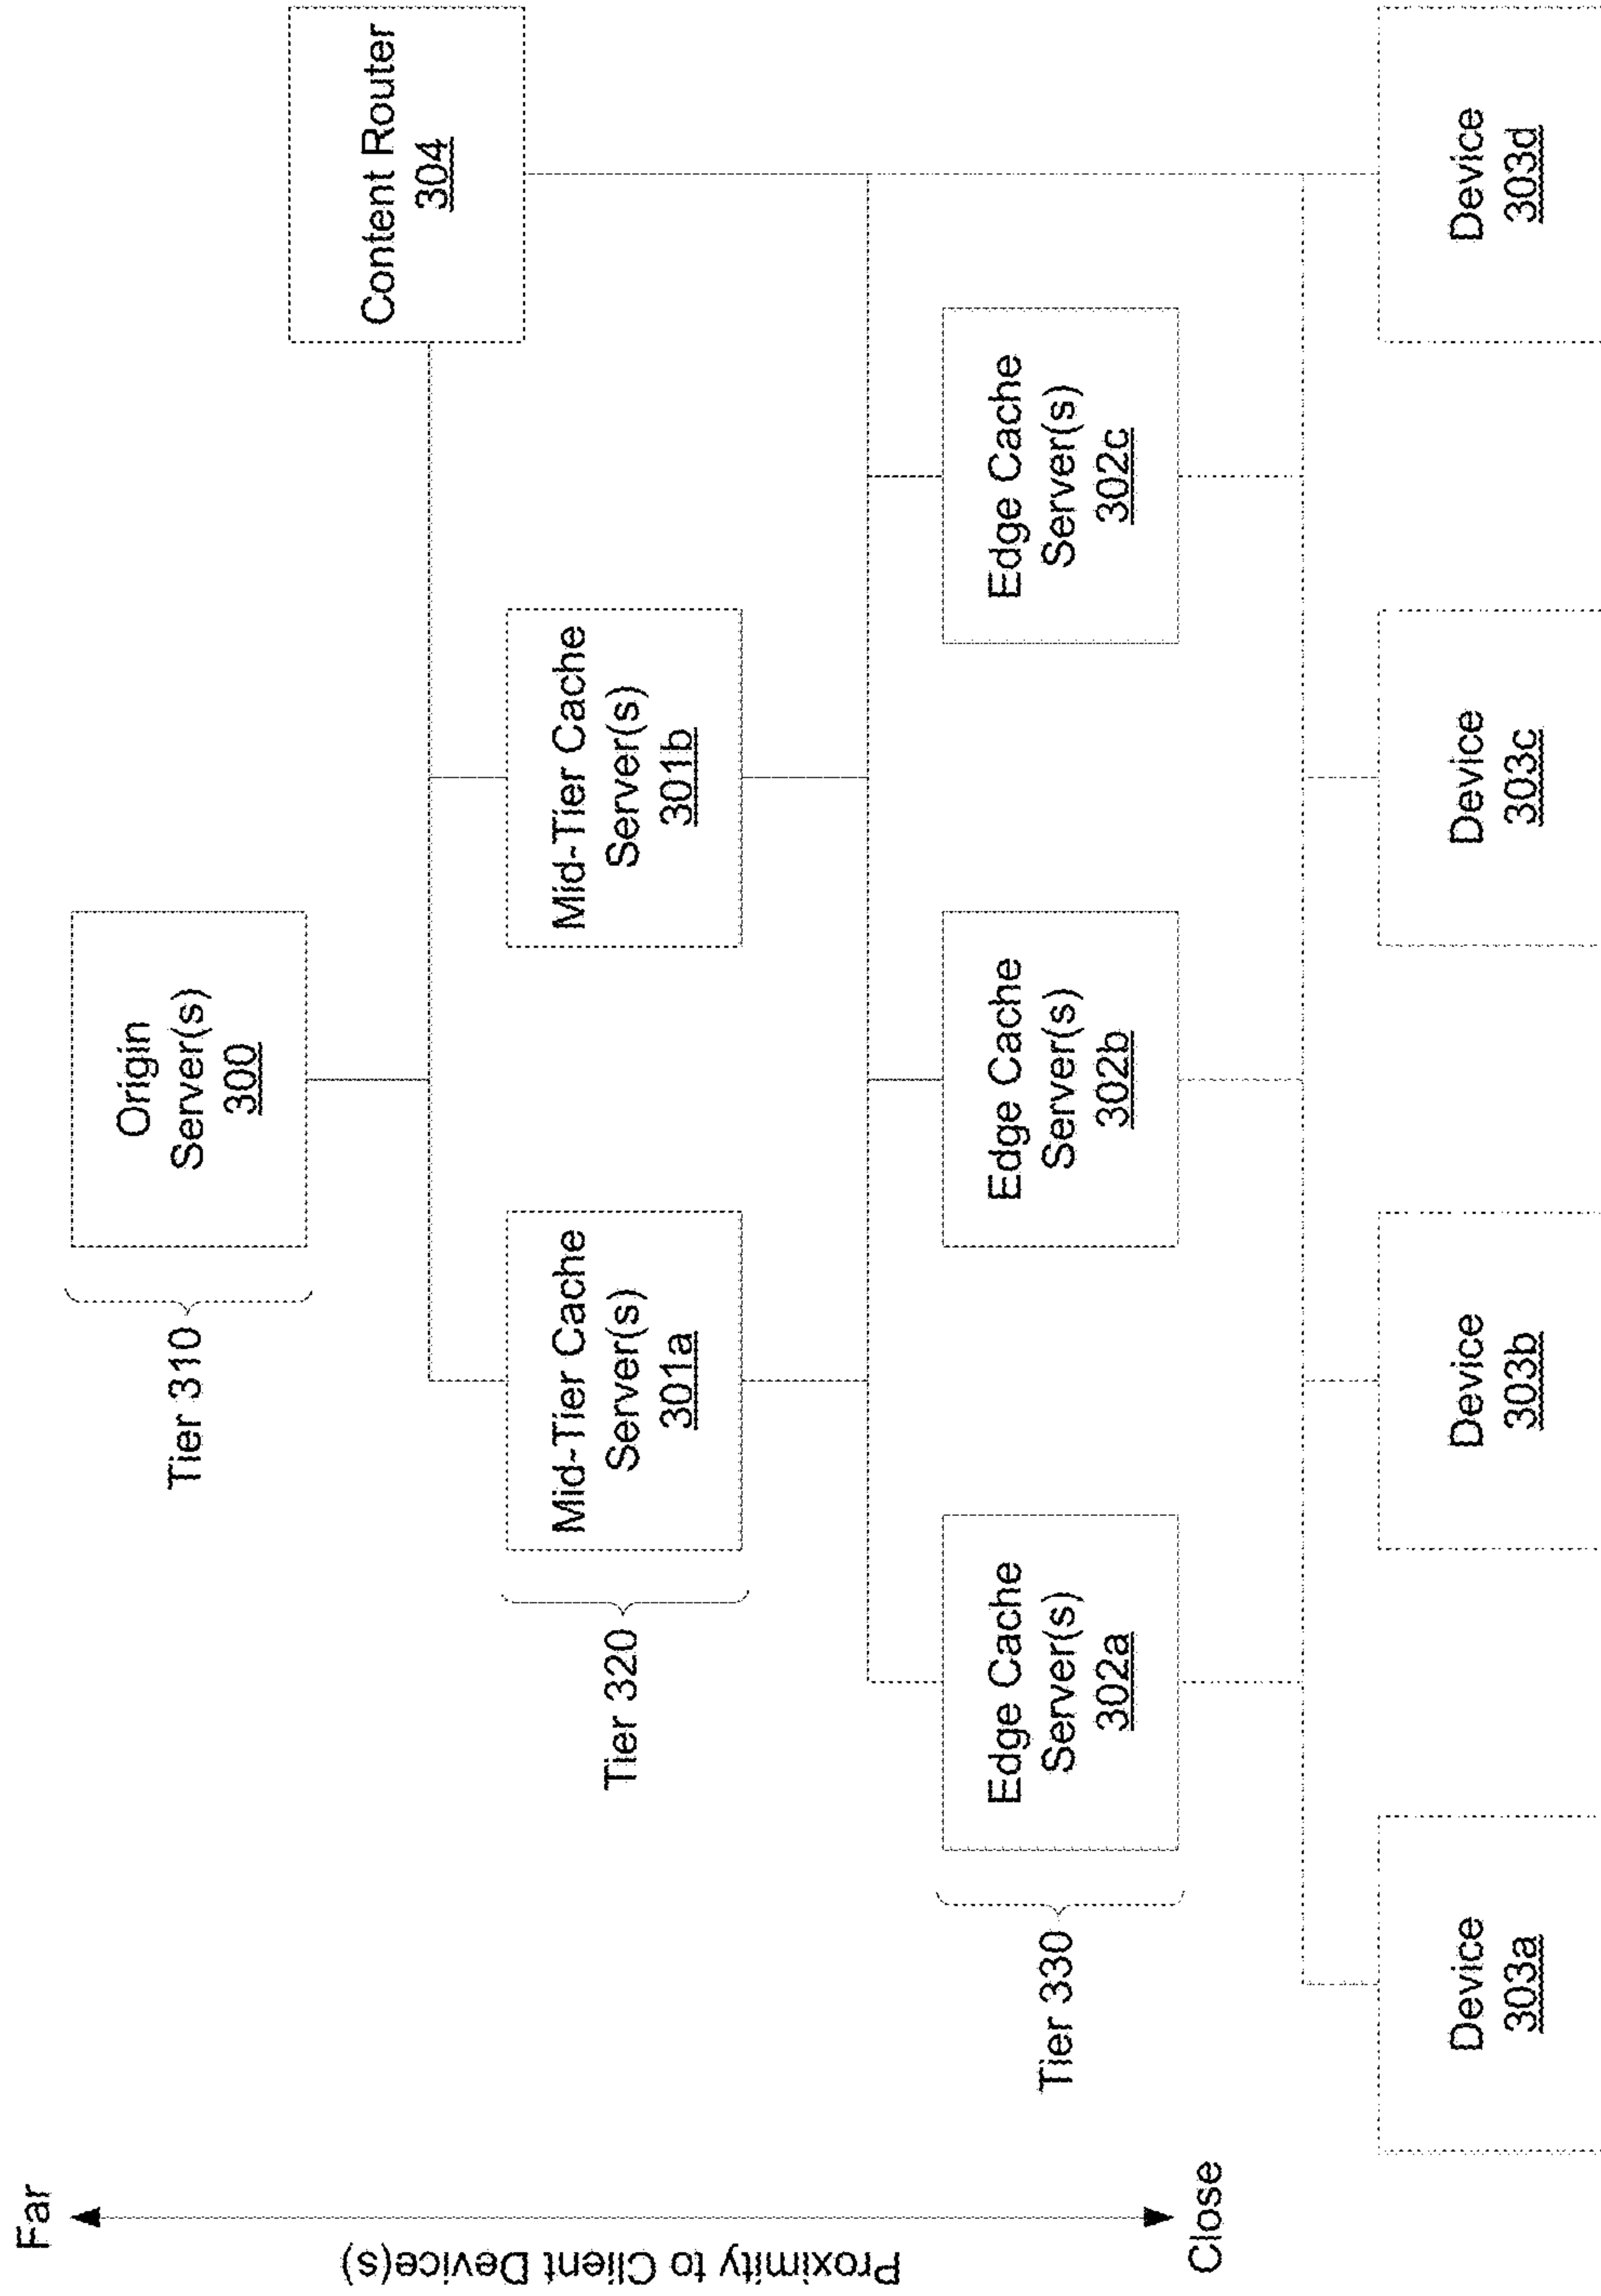 Far
Proximity to Client Device(s)
Close
Tier 310
Origin
Server(s)
300
Content Router
304
Tier 320
Mid-Tier Cache
Server(s)
301a
Mid-Tier Cache
Server(s)
301b
Tier 330
Edge Cache
Server(s)
302a
Edge Cache
Server(s)
302b
Edge Cache
Server(s)
302c
Device
303a
Device
303b
Device
303c
Device
303d